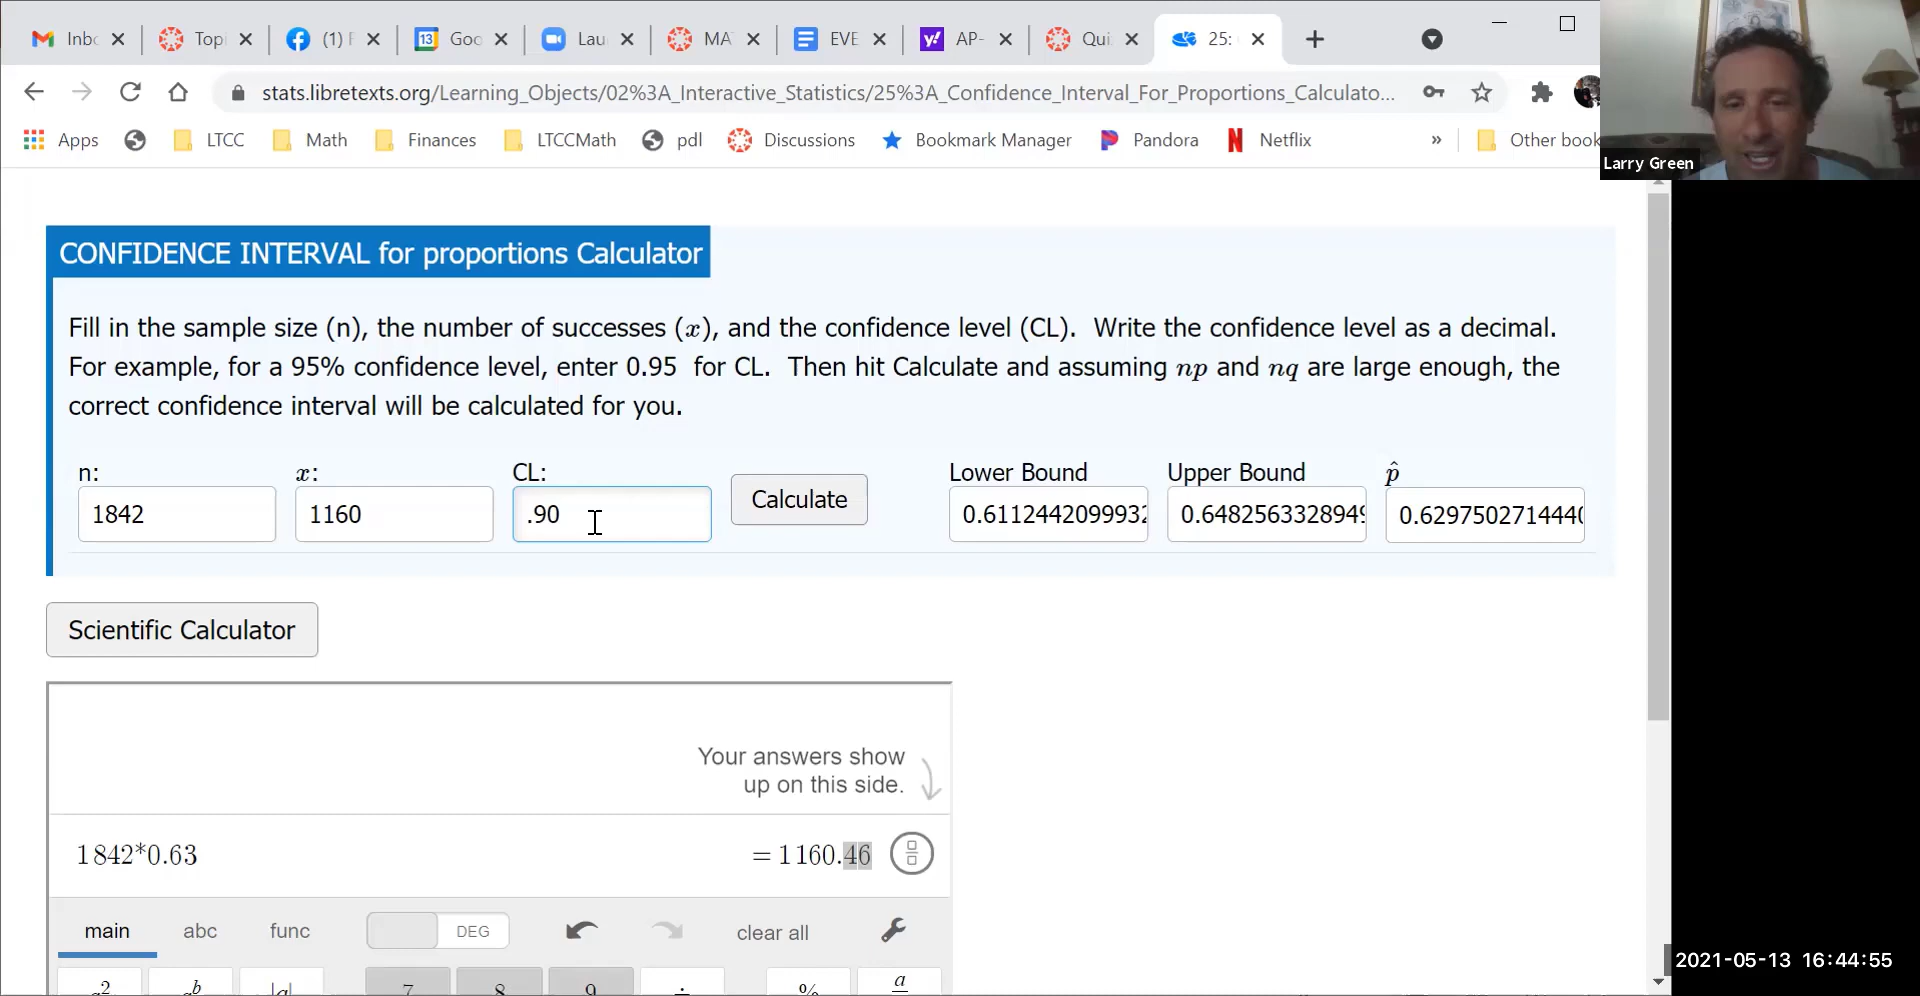 Inbc
Topi
(1) F
Goo
Lau
MA
EVE
AP-
Qui
25:
stats.libretexts.org/Learning_Objects/02%3A_Interactive_Statistics/25%3A_Confidence_Interval_For_Proportions_Calculato...
Apps
LTCC
Math
Finances
LTCCMath
pdl
Discussions
Bookmark Manager
Pandora
Netflix
»
Other book
Larry Green
CONFIDENCE INTERVAL for proportions Calculator
Fill in the sample size (n), the number of successes (x), and the confidence level (CL). Write the confidence level as a decimal.
For example, for a 95% confidence level, enter 0.95 for CL. Then hit Calculate and assuming np and nq are large enough, the
correct confidence interval will be calculated for you.
n: x: CL: Lower Bound Upper Bound p̂
1842 1160 .90 Calculate 0.6112442099932 0.648256332894 0.629750271444
Scientific Calculator
Your answers show
up on this side.
1842*0.63 = 1160.46
main abc func DEG clear all
7 8 9 ÷ %
2021-05-13 16:44:55